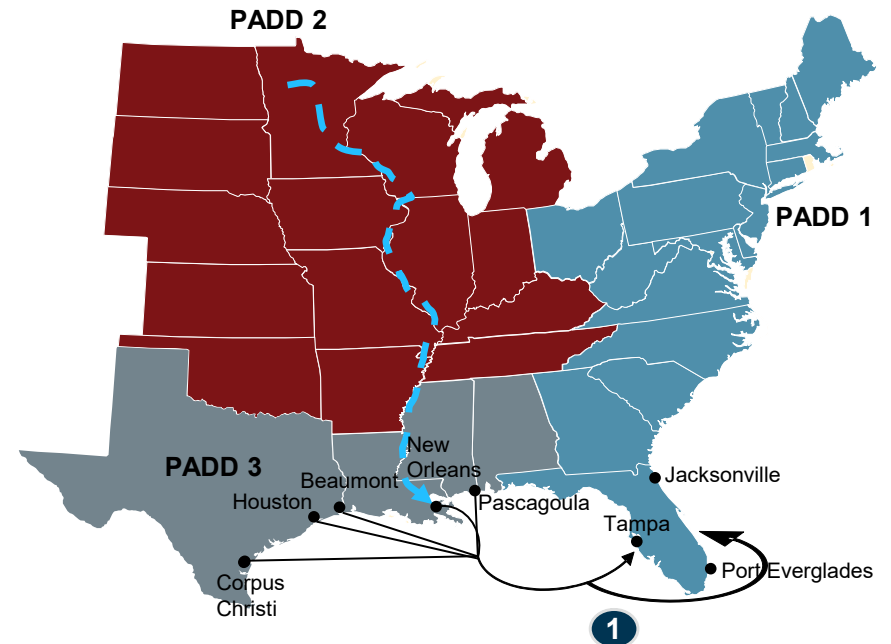 PADD 2
PADD 1
PADD 3
New
Orleans
Beaumont
Houston
Pascagoula
Jacksonville
Tampa
Port Everglades
Corpus
Christi
1